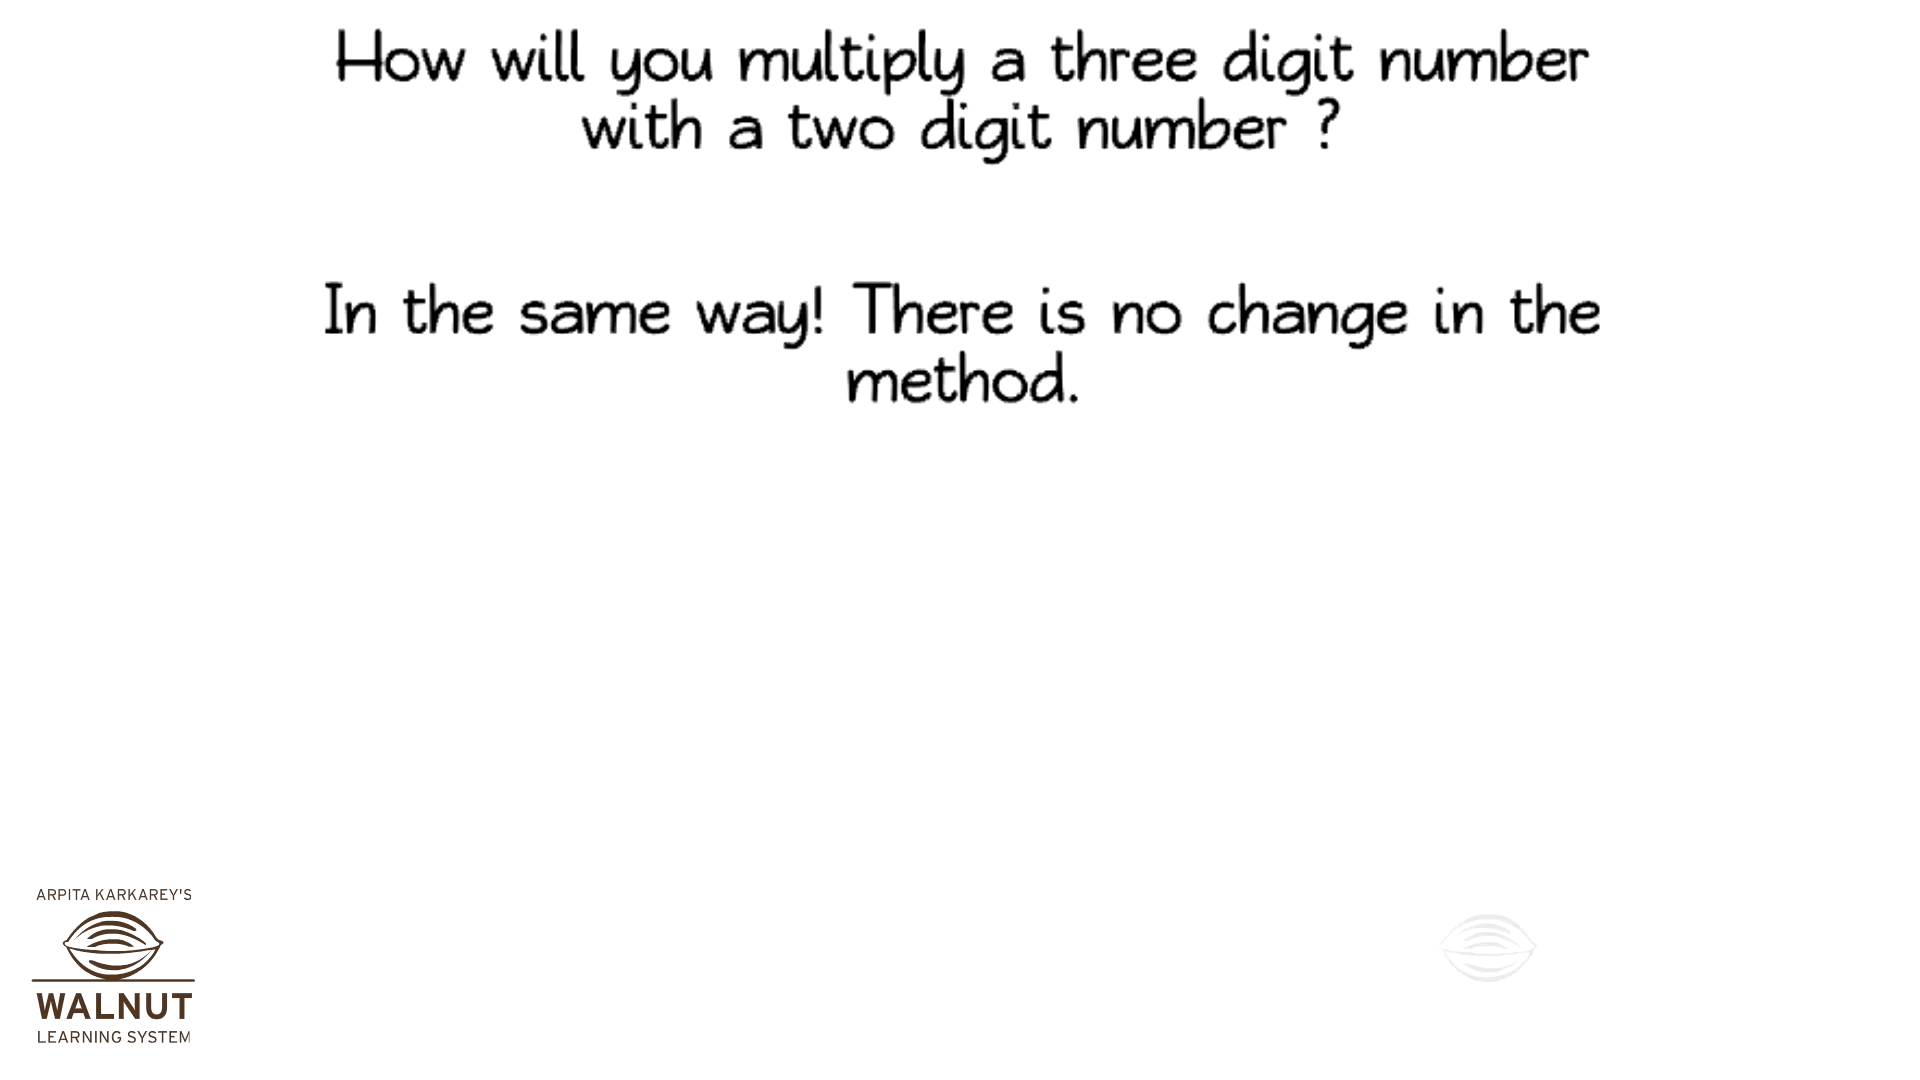 How will you multiply a three digit number
with a two digit number ?
In the same way! There is no change in the
method.
ARPITA KARKAREY'S
WALNUT
LEARNING SYSTEM